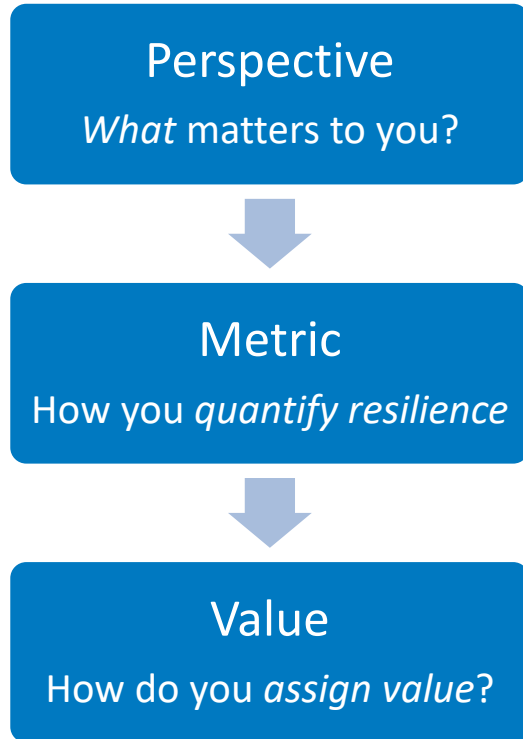 Perspective
What matters to you?
Metric
How you quantify resilience
Value
How do you assign value?